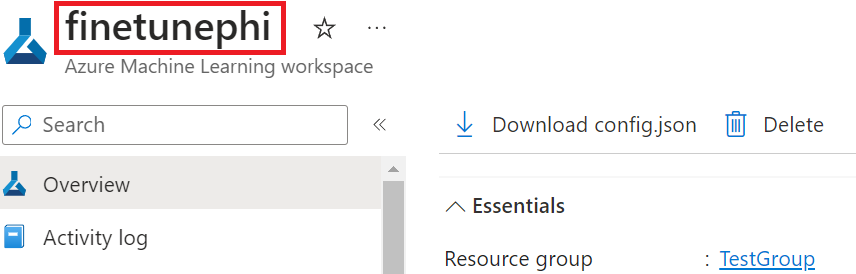 finetunephi
Azure Machine Learning workspace
Search
Overview
Activity log
Download config.json Delete
Essentials
Resource group : TestGroup